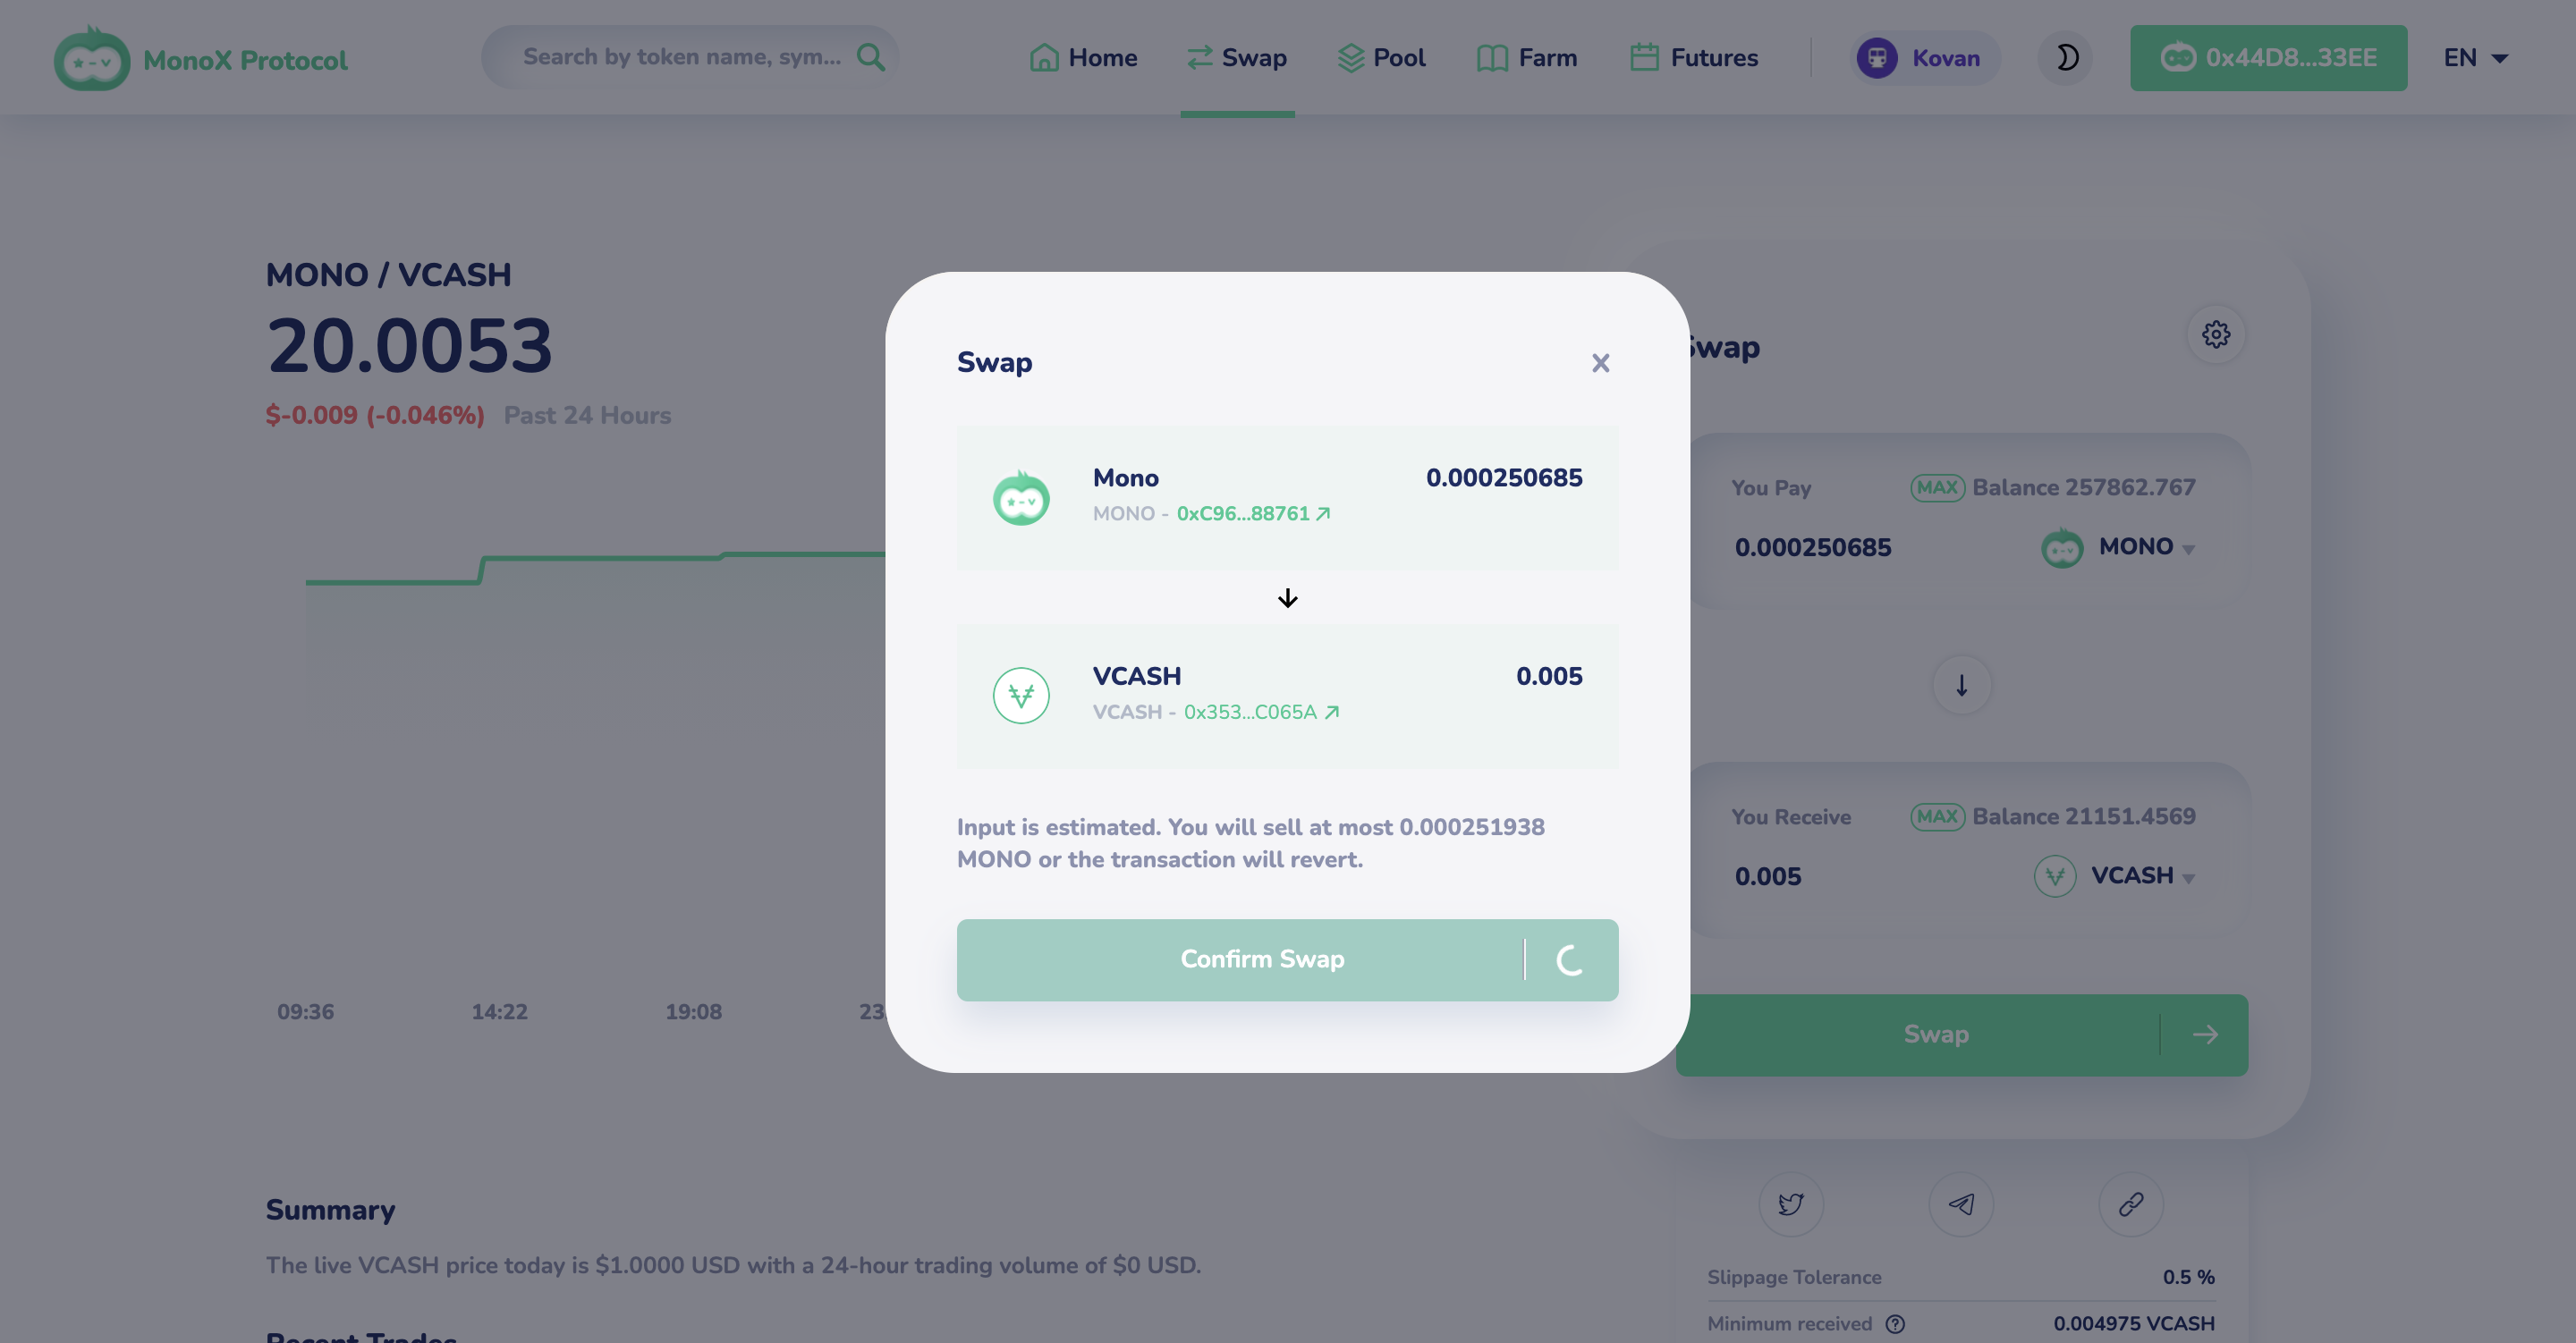 MonoX Protocol
Search by token name, sym...
Home
Swap
Pool
Farm
Futures
Kovan
0x44D8...33EE
EN
MONO / VCASH
20.0053
$-0.009 (-0.046%) Past 24 Hours
09:36
14:22
19:08
23
Summary
The live VCASH price today is $1.0000 USD with a 24-hour trading volume of $0 USD.
Recent Trades
Swap
x
Mono 0.000250685
MONO - 0xC96...88761
VCASH 0.005
VCASH - 0x353...C065A
Input is estimated. You will sell at most 0.000251938
MONO or the transaction will revert.
Confirm Swap
Swap
You Pay MAX Balance 257862.767
0.000250685 MONO
You Receive MAX Balance 21151.4569
0.005 VCASH
Swap
Slippage Tolerance 0.5 %
Minimum received ? 0.004975 VCASH